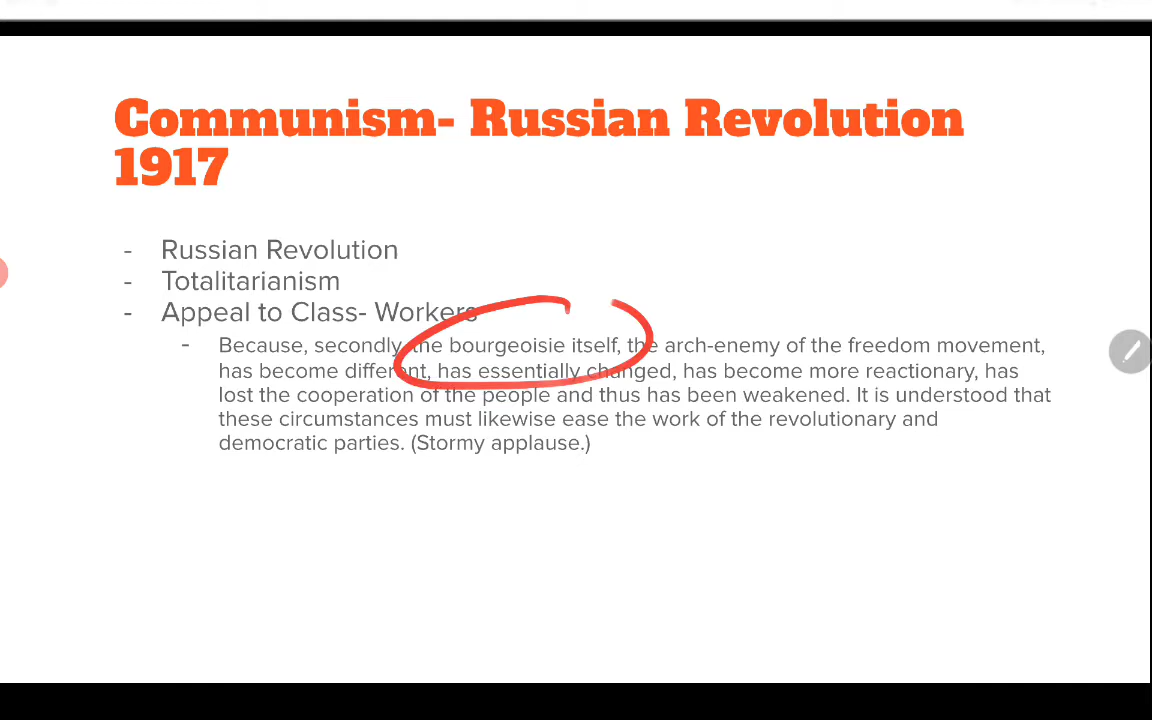 Communism- Russian Revolution
1917
- Russian Revolution
- Totalitarianism
- Appeal to Class- Workers
- Because, secondly, the bourgeoisie itself, the arch-enemy of the freedom movement,
has become different, has essentially changed, has become more reactionary, has
lost the cooperation of the people and thus has been weakened. It is understood that
these circumstances must likewise ease the work of the revolutionary and
democratic parties. (Stormy applause.)